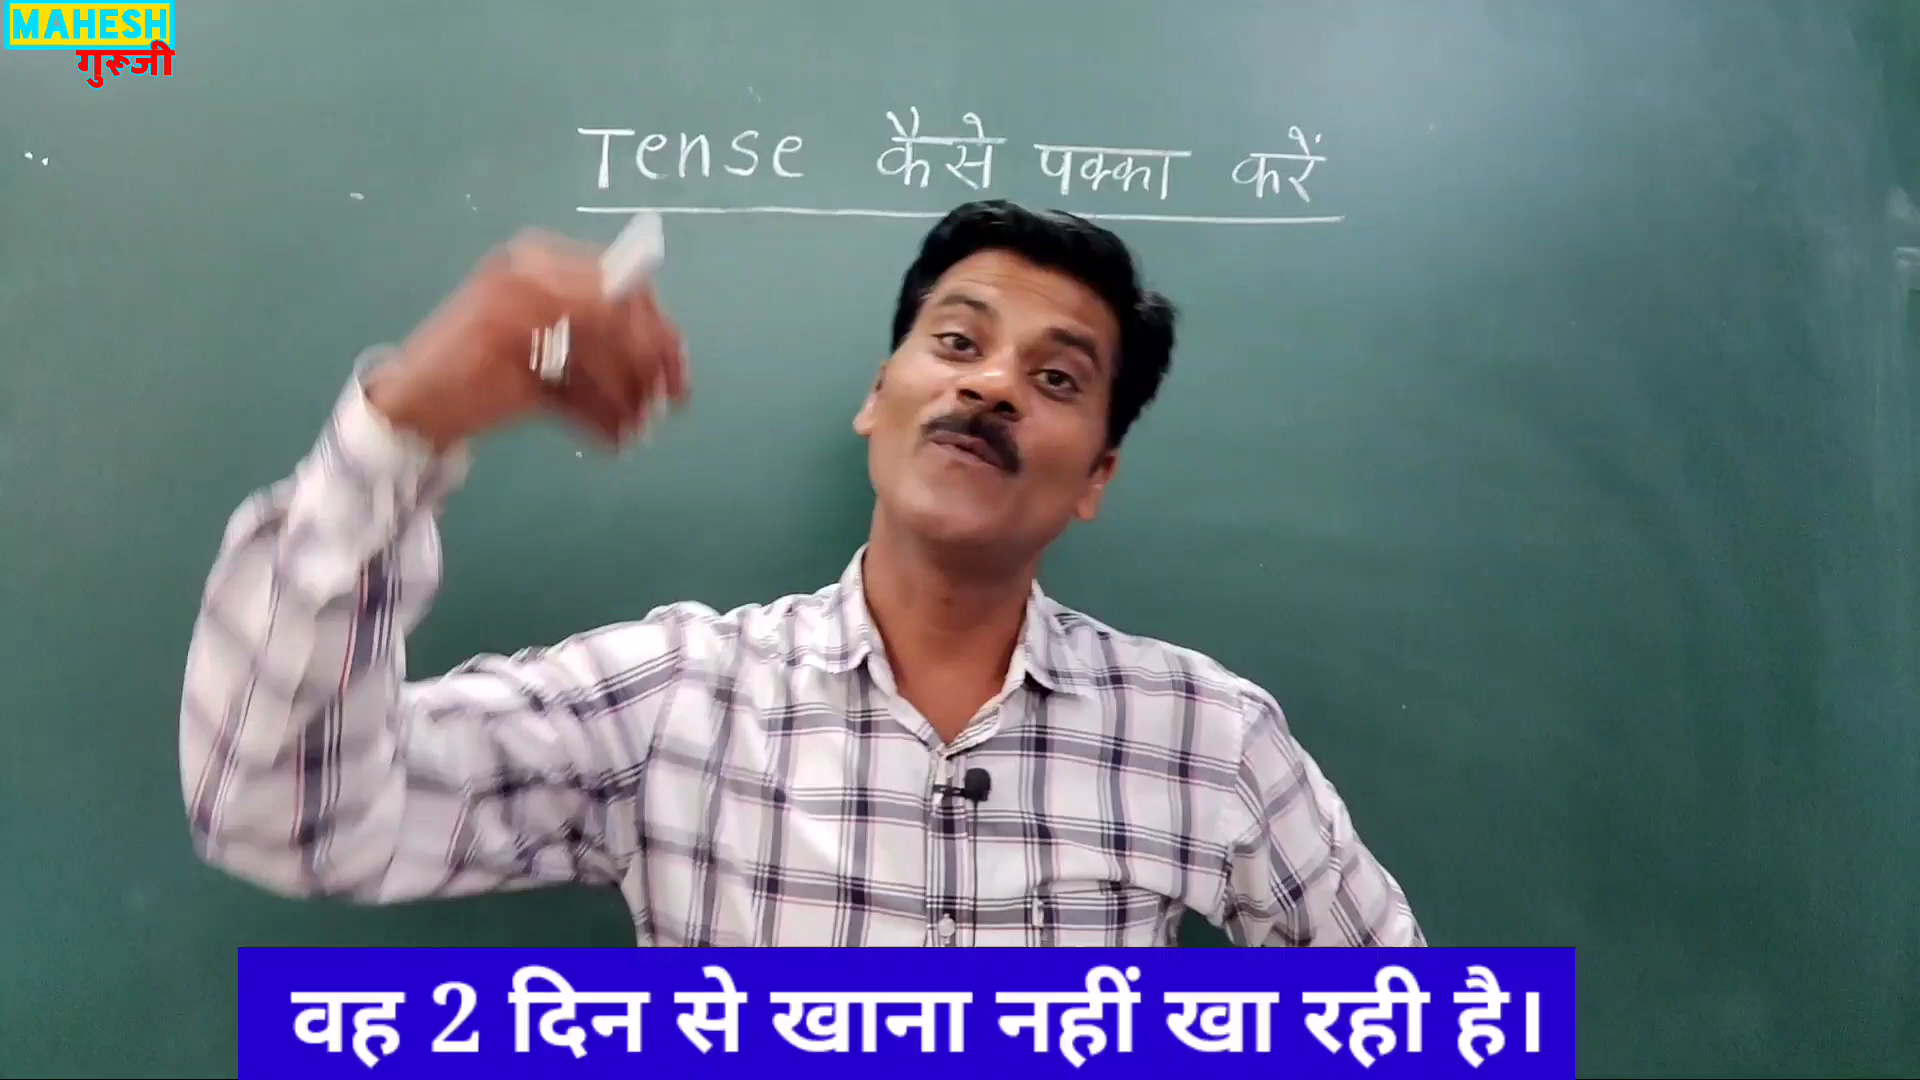 MAHESH
गुरूजी
Tense कैसे पक्का करें
वह 2 दिन से खाना नहीं खा रही है।